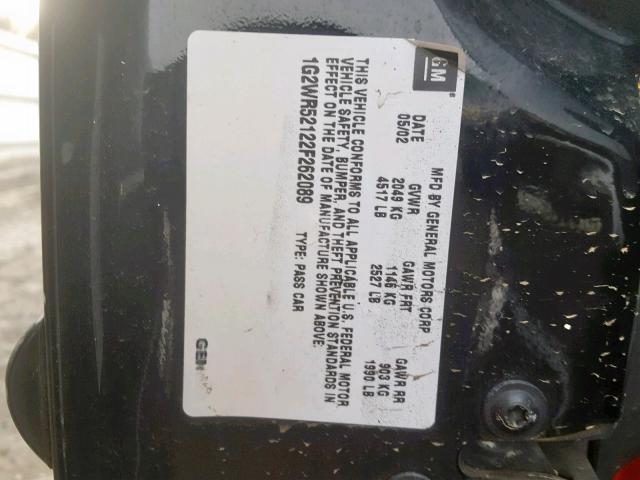 GM
MFD BY GENERAL MOTORS CORP
DATE GVWR GAWR FRT GAWR RR
05/02 2049 KG 1146 KG 903 KG
4517 LB 2527 LB 1990 LB
THIS VEHICLE CONFORMS TO ALL APPLICABLE U.S. FEDERAL MOTOR
VEHICLE SAFETY, BUMPER, AND THEFT PREVENTION STANDARDS IN
EFFECT ON THE DATE OF MANUFACTURE SHOWN ABOVE.
1G2WR52122F262089 TYPE: PASS CAR